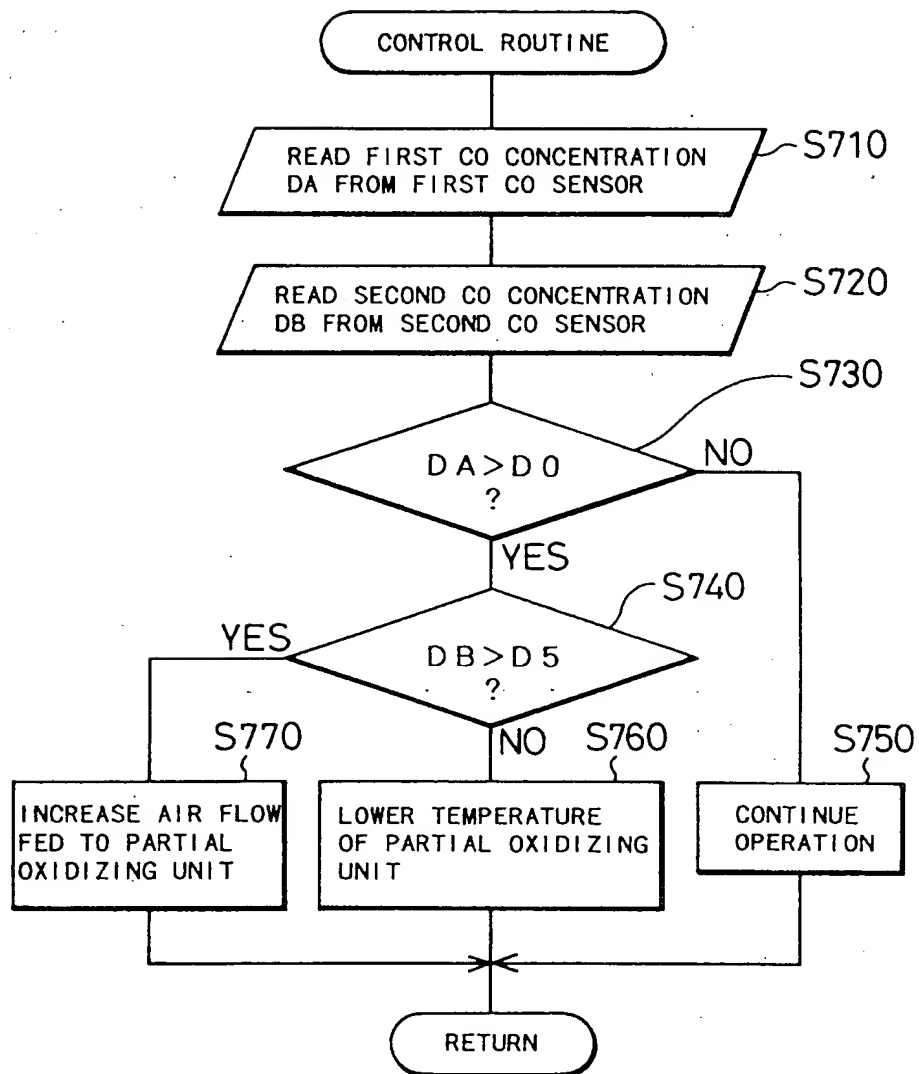 CONTROL ROUTINE
READ FIRST CO CONCENTRATION
DA FROM FIRST CO SENSOR
S710
READ SECOND CO CONCENTRATION
DB FROM SECOND CO SENSOR
S720
S730
DA>D0
?
NO
YES
S740
YES
DB>D5
?
NO
S770
INCREASE AIR FLOW
FED TO PARTIAL
OXIDIZING UNIT
S760
LOWER TEMPERATURE
OF PARTIAL OXIDIZING
UNIT
S750
CONTINUE
OPERATION
RETURN